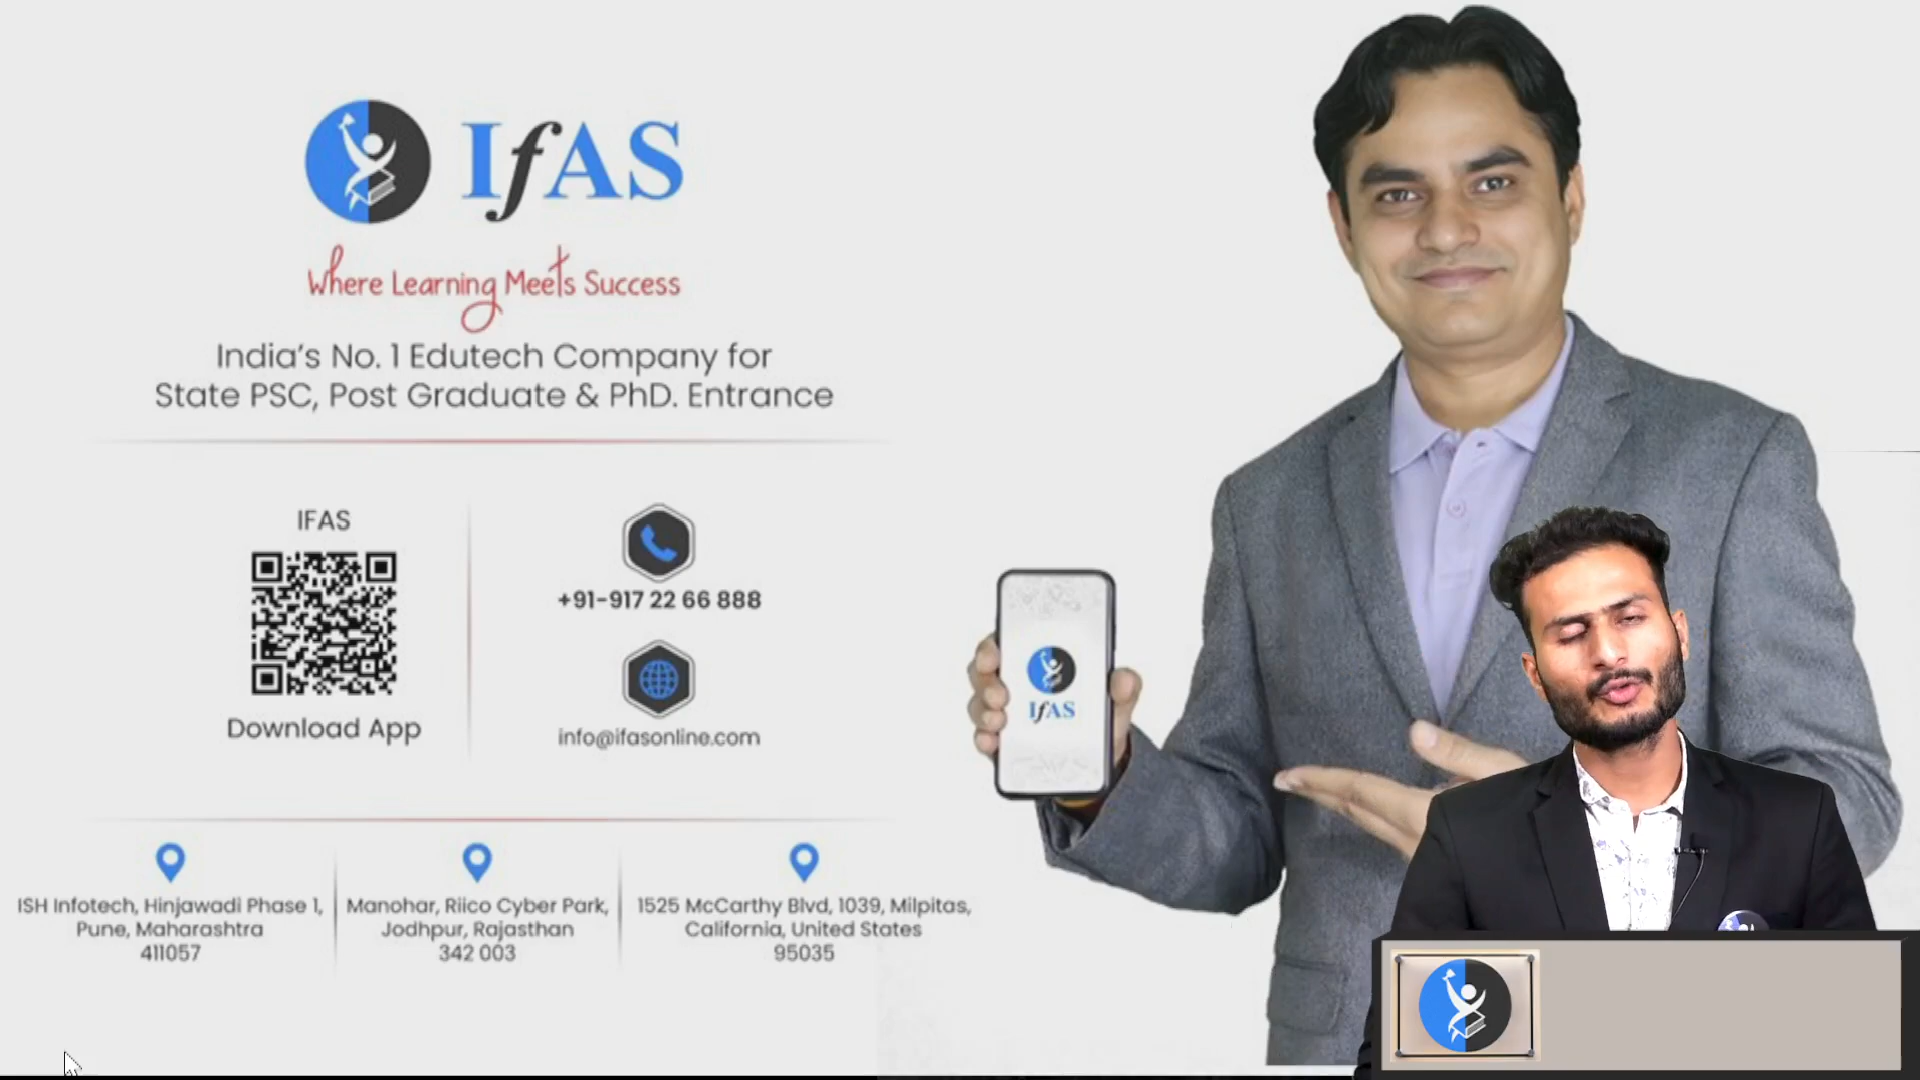 IfAS
Where Learning Meets Success
India's No. 1 Edutech Company for
State PSC, Post Graduate & PhD. Entrance
IFAS
Download App
+91-917 22 66 888
info@ifasonline.com
IfAS
ISH Infotech, Hinjawadi Phase 1,
Pune, Maharashtra
411057
Manohar, Riico Cyber Park,
Jodhpur, Rajasthan
342 003
1525 McCarthy Blvd, 1039, Milpitas,
California, United States
95035